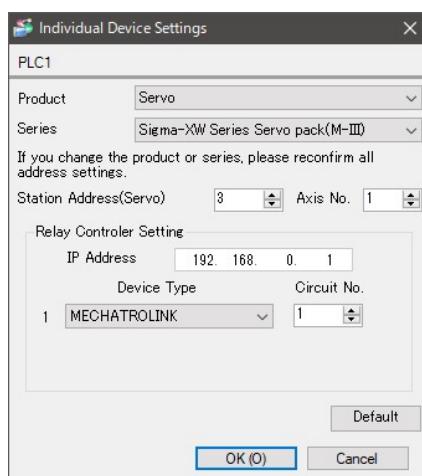 Individual Device Settings
PLC1
Product Servo
Series Sigma-XW Series Servo pack(M-III)
If you change the product or series, please reconfirm all
address settings.
Station Address(Servo) 3 Axis No. 1
Relay Controler Setting
IP Address 192. 168. 0. 1
Device Type Circuit No.
1 MECHATROLINK 1
Default
OK (O) Cancel